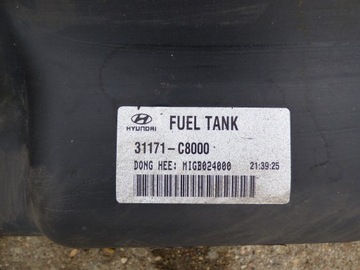 HYUNDAI FUEL TANK
31171-C8000
DONG HEE: MIGB024000 21:39:25